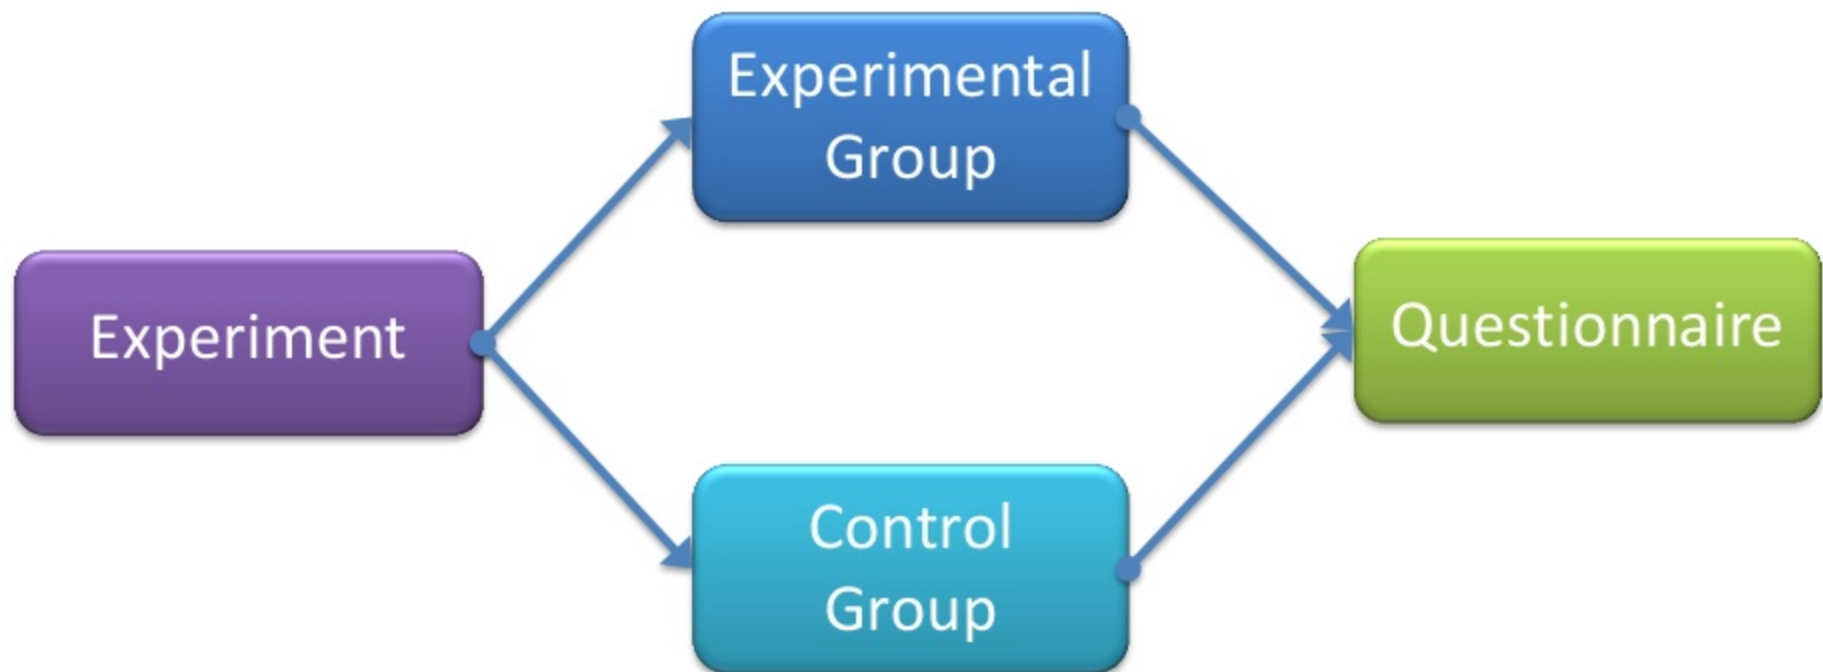 Experimental
Group
Experiment
Questionnaire
Control
Group